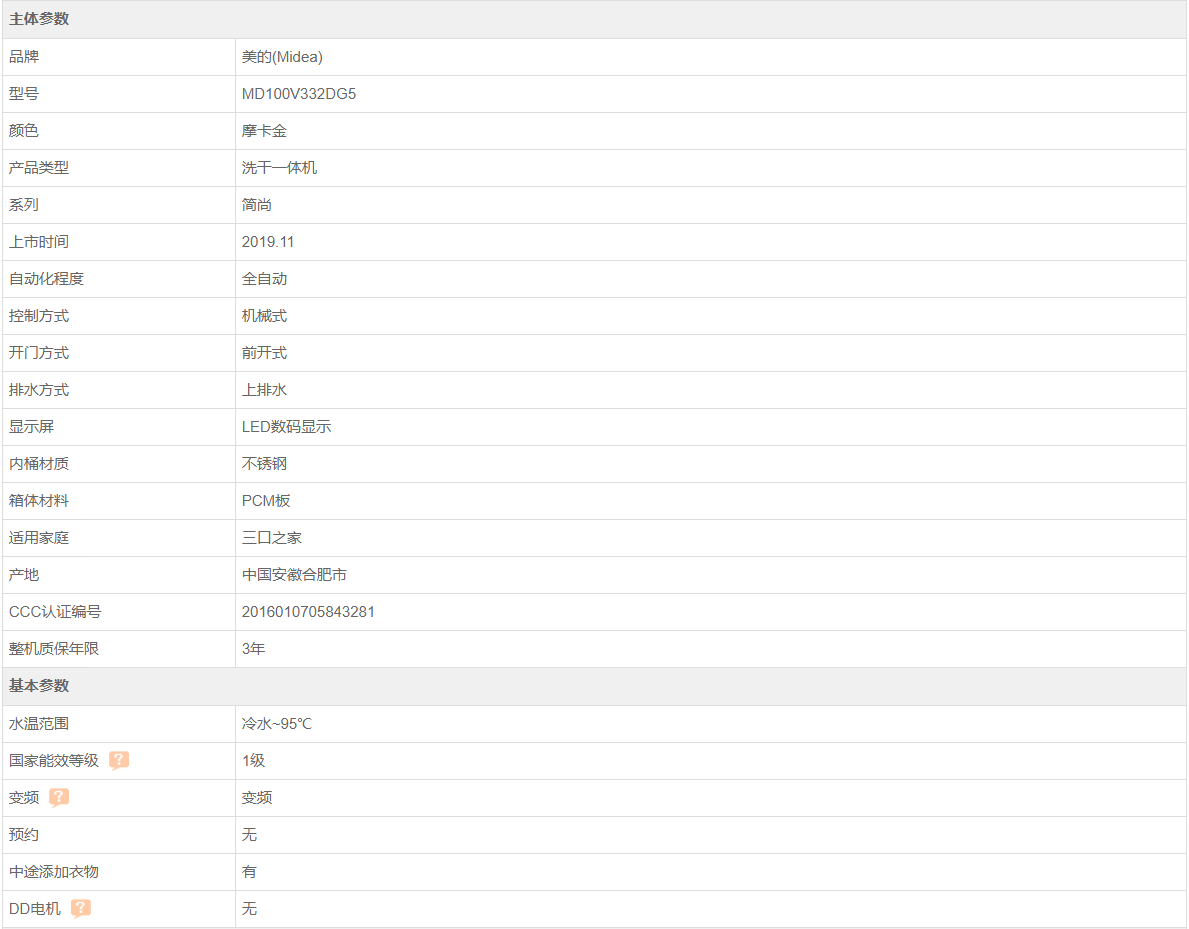 主体参数
品牌 美的(Midea)
型号 MD100V332DG5
颜色 摩卡金
产品类型 洗干一体机
系列 简尚
上市时间 2019.11
自动化程度 全自动
控制方式 机械式
开门方式 前开式
排水方式 上排水
显示屏 LED数码显示
内桶材质 不锈钢
箱体材料 PCM板
适用家庭 三口之家
产地 中国安徽合肥市
CCC认证编号 2016010705843281
整机质保年限 3年
基本参数
水温范围 冷水~95℃
国家能效等级 ? 1级
变频 ? 变频
预约 无
中途添加衣物 有
DD电机 ? 无